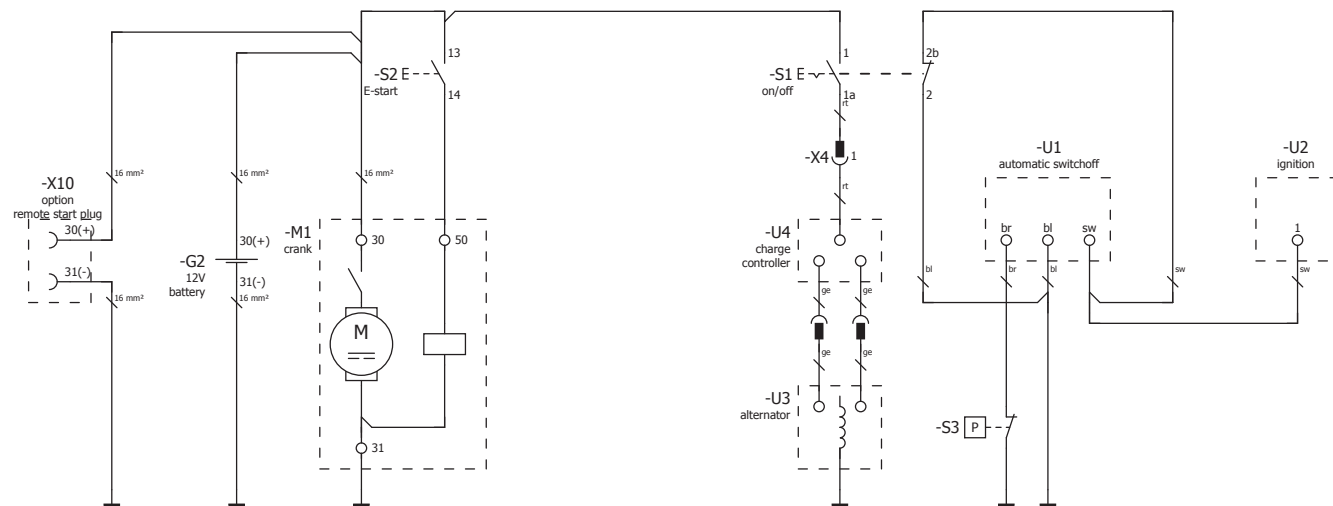 13
-S2 E
E-start
14
1
-S1 E
on/off
1a
rt
2b
2
-X4
1
rt
-U1
automatic switchoff
-U2
ignition
16 mm²
16 mm²
16 mm²
-X10
option
remote start plug
30(+)
31(-)
16 mm²
-G2
12V
battery
30(+)
31(-)
16 mm²
-M1
crank
30
50
M
31
-U4
charge
controller
br
bl
sw
1
bl
br
bl
sw
sw
ge
ge
ge
ge
-U3
alternator
-S3
P